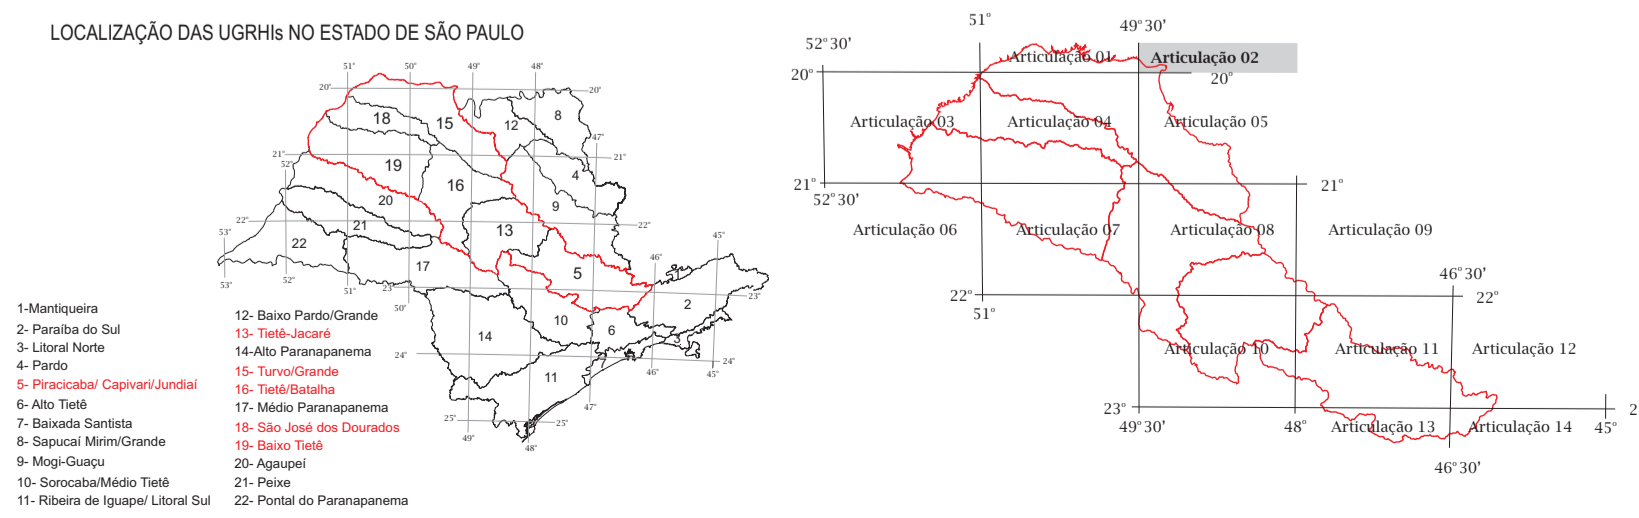 LOCALIZAÇÃO DAS UGRHIs NO ESTADO DE SÃO PAULO
51°
50°
49°
48°
20°
20°
8
18
15
12
47°
21°
21°
52°
19
4
16
20
9
22°
22°
21
53°
13
22
45°
17
5
46°
1
53°
52°
51°
23°
23°
2
50°
10
6
14
3
7
24°
24°
46°
45°
11
47°
25°
25°
49°
48°
1-Mantiqueira
2- Paraíba do Sul
3- Litoral Norte
4- Pardo
5- Piracicaba/ Capivari/Jundiaí
6- Alto Tietê
7- Baixada Santista
8- Sapucaí Mirim/Grande
9- Mogi-Guaçu
10- Sorocaba/Médio Tietê
11- Ribeira de Iguape/ Litoral Sul
12- Baixo Pardo/Grande
13- Tietê-Jacaré
14-Alto Paranapanema
15- Turvo/Grande
16- Tietê/Batalha
17- Médio Paranapanema
18- São José dos Dourados
19- Baixo Tietê
20- Agaupeí
21- Peixe
22- Pontal do Paranapanema
51°
49°30'
52°30'
Articulação 01
Articulação 02
20°
20°
Articulação 03
Articulação 04
Articulação 05
21°
21°
52°30'
Articulação 06
Articulação 07
Articulação 08
Articulação 09
46°30'
22°
22°
51°
Articulação 10
Articulação 11
Articulação 12
23°
2
49°30'
48°
Articulação 13
Articulação 14
45°
46°30'